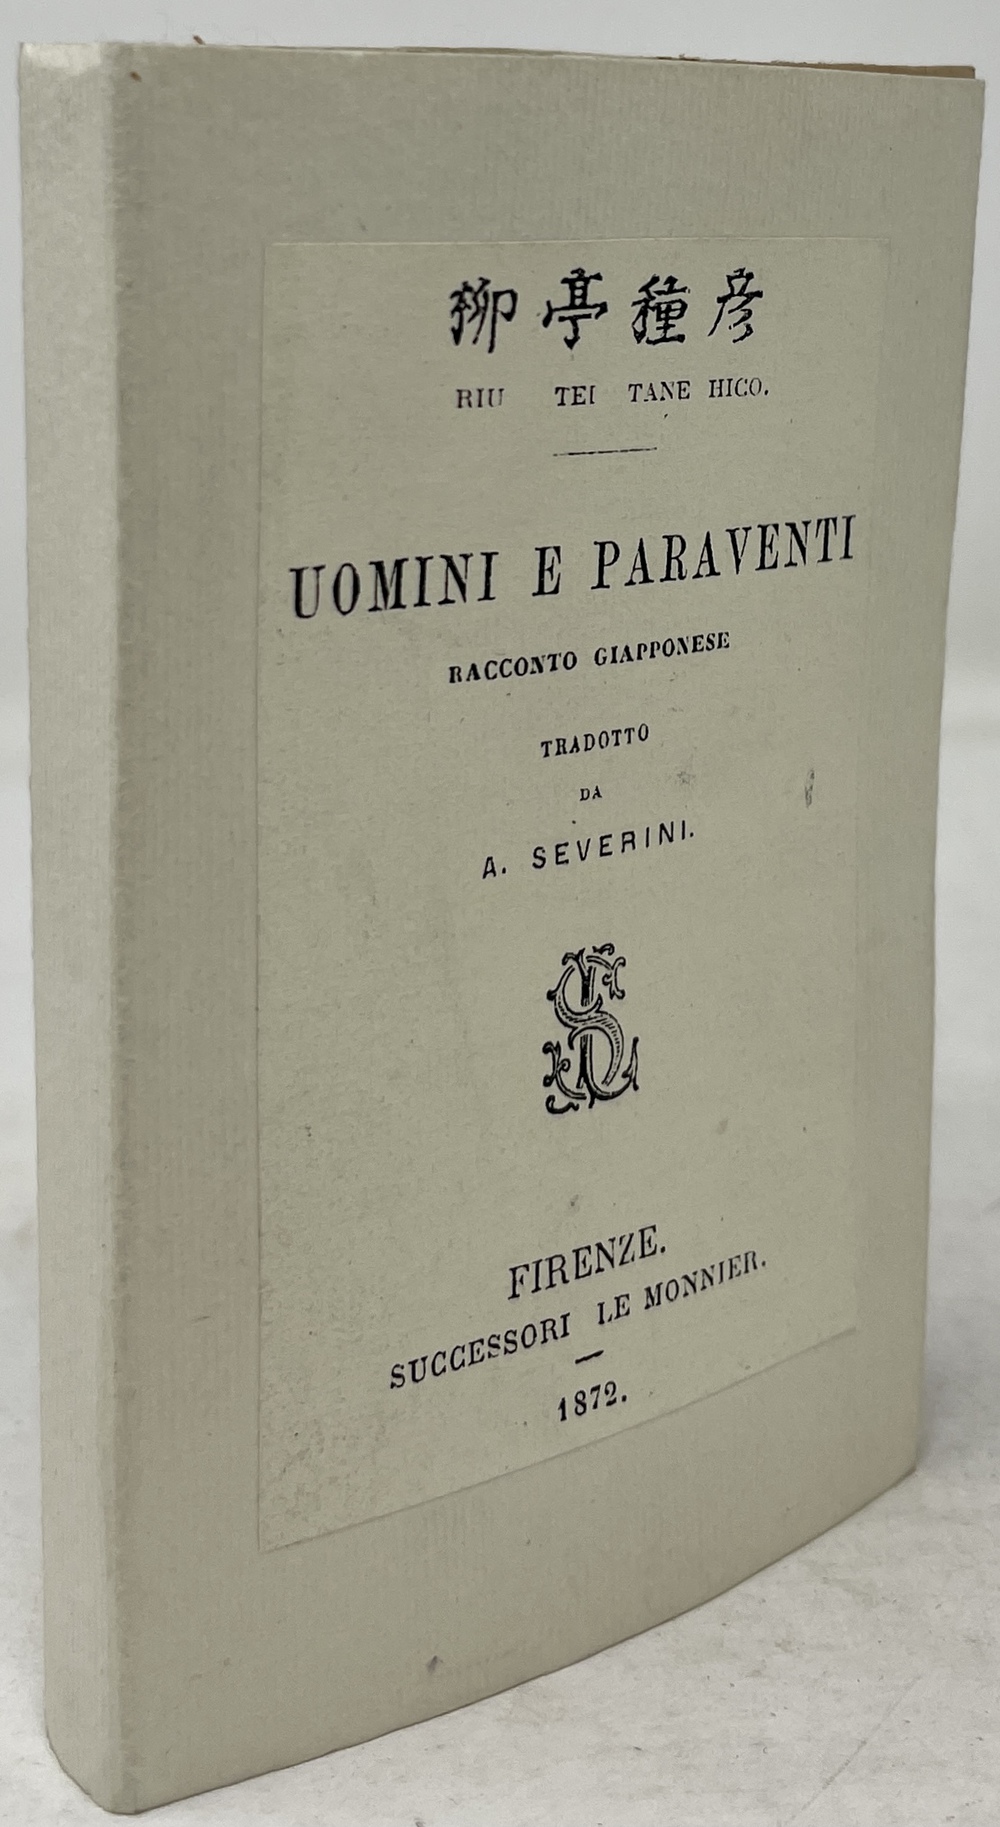 柳亭種彦
RIU TEI TANE HICO.
UOMINI E PARAVENTI
RACCONTO GIAPPONESE
TRADOTTO
DA
A. SEVERINI.
FIRENZE.
SUCCESSORI LE MONNIER.
1872.